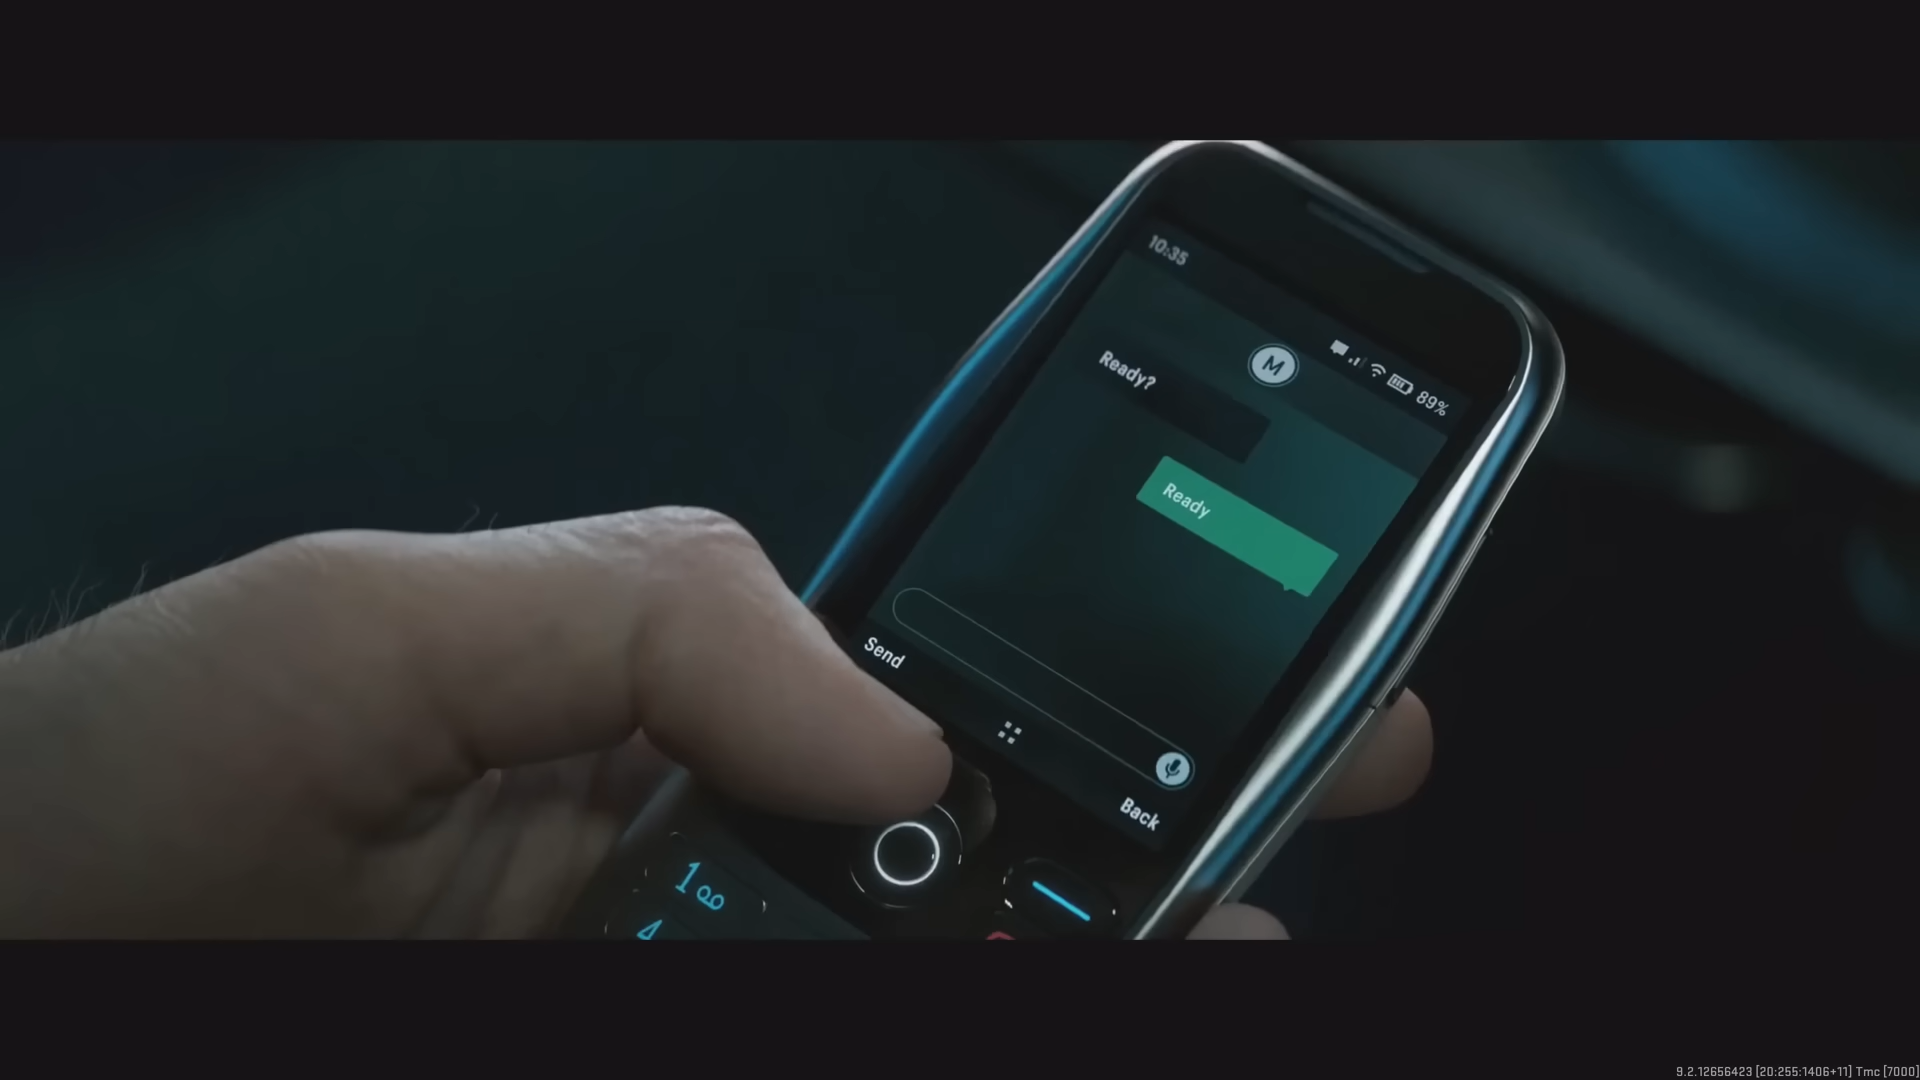 10:35
89%
M
Ready?
Ready
Send
Back
1
4
9.2.12656423 [20:255:1406+11] Tmc [7000]